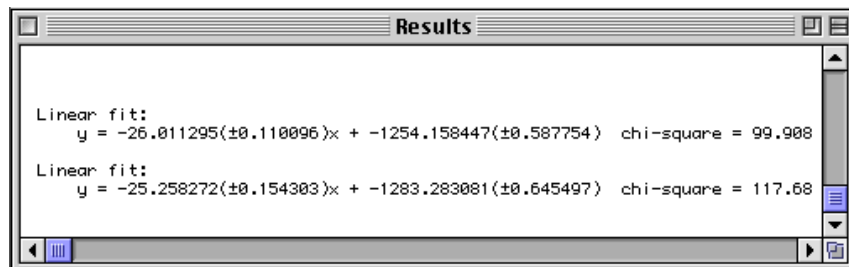 Results
Linear fit:
y = -26.011295(±0.110096)x + -1254.158447(±0.587754) chi-square = 99.908
Linear fit:
y = -25.258272(±0.154303)x + -1283.283081(±0.645497) chi-square = 117.68